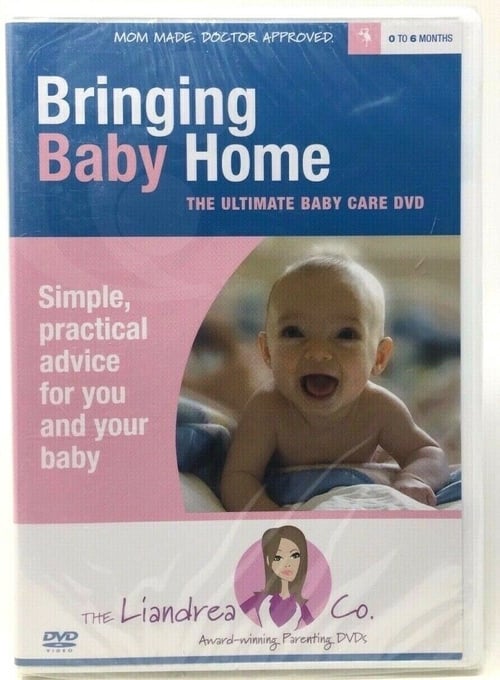 MOM MADE. DOCTOR APPROVED.
0 TO 6 MONTHS
Bringing
Baby Home
THE ULTIMATE BABY CARE DVD
Simple,
practical
advice
for you
and your
baby
THE Liandrea Co.
Award-winning Parenting DVDs
DVD
VIDEO